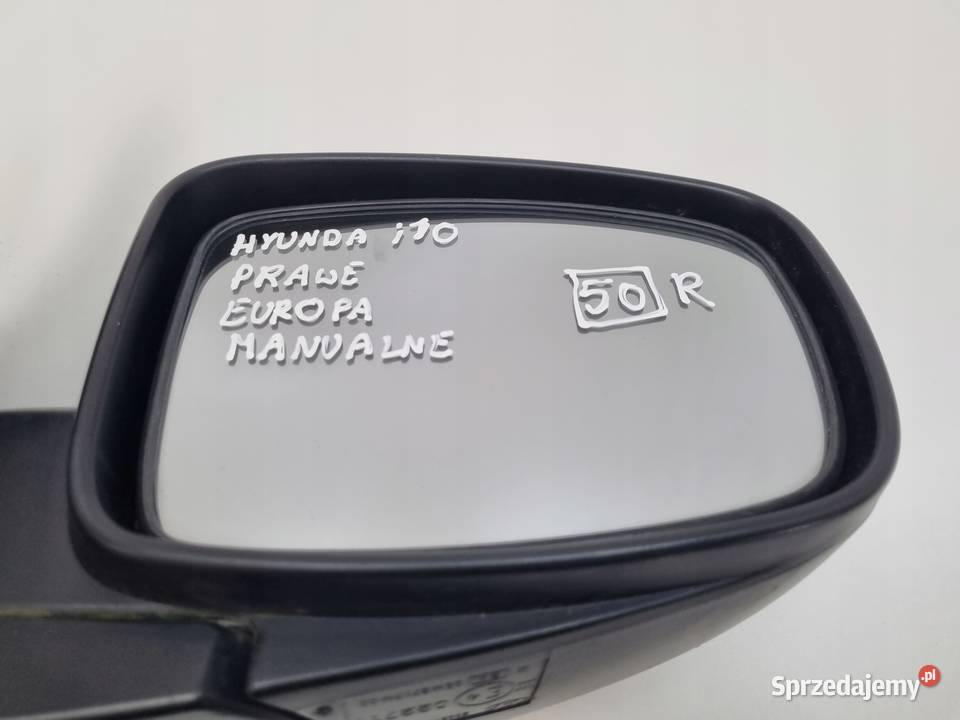 HYUNDA i10
PRAWE
EUROPA
MANUALNE
50 R
Sprzedajemy.pl